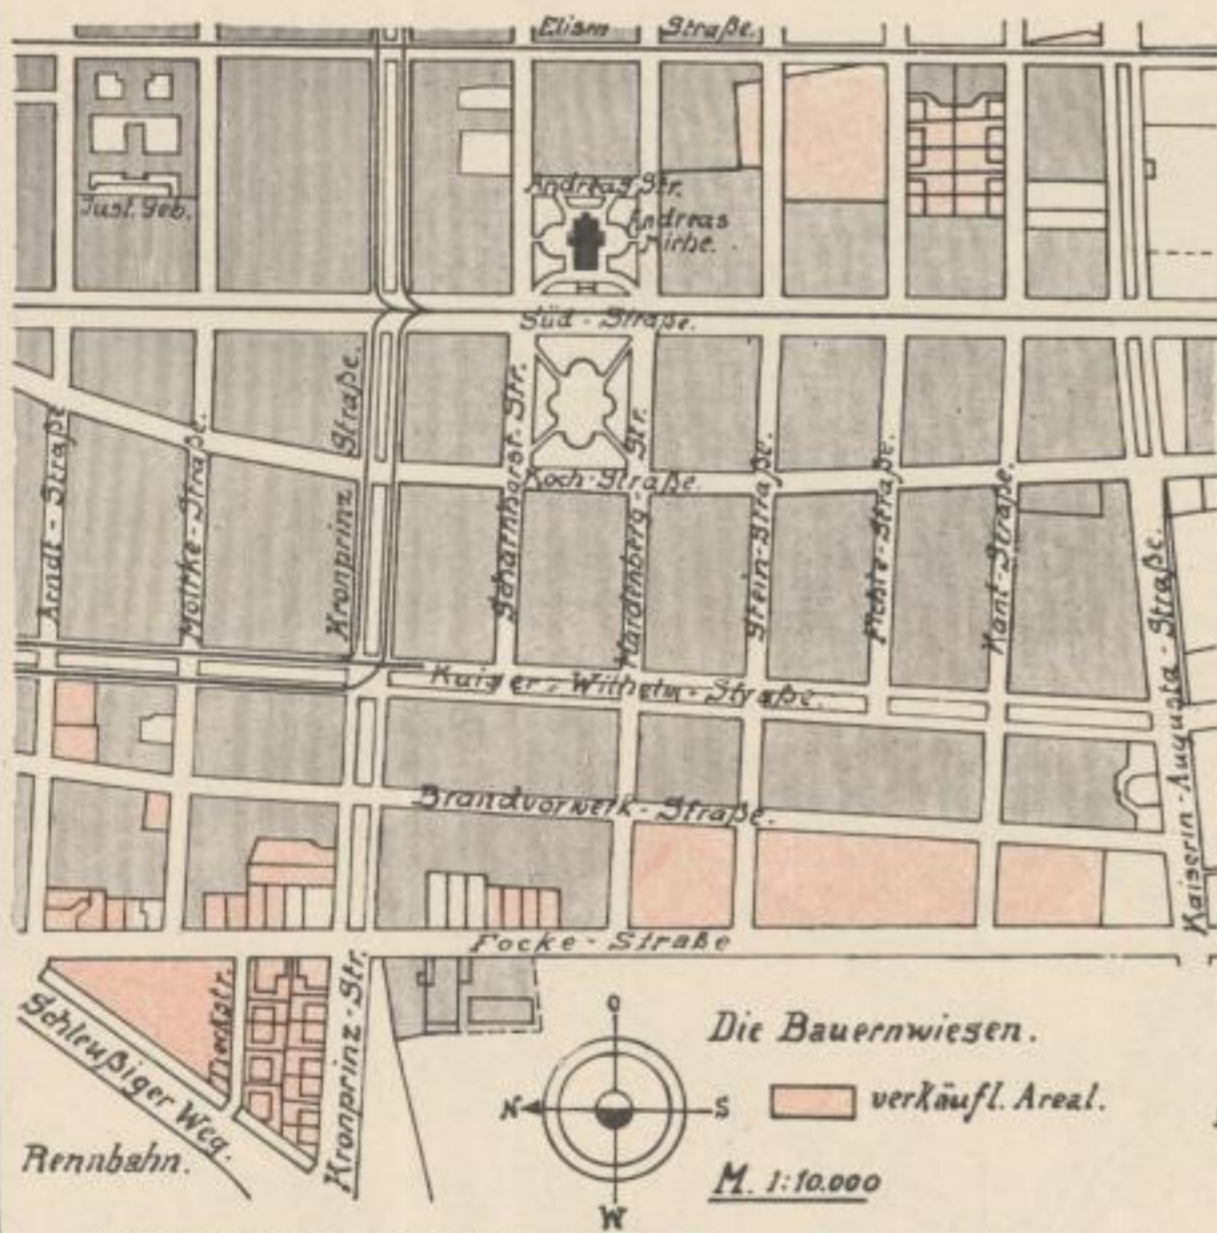 Elisen Straße.
Just. Geb.
Andreas Str.
Andreas
Kirche.
Süd - Straße.
Arndt - Straße
Moltke - Straße.
Kronprinz Straße.
Scharnhorst. Str.
Koch - Straße.
Hardenberg - Str.
Stein - Straße.
Fichte - Straße.
Kant - Straße.
Kaiserin - Augusta - Straße.
Kaiser - Wilhelm - Straße.
Brandvorwerk - Straße.
Focke - Straße
Schleußiger Weg.
Kronprinz - Str.
Rennbahn.
O
N
S
W
Die Bauernwiesen.
verkäufl. Areal.
M. 1:10.000